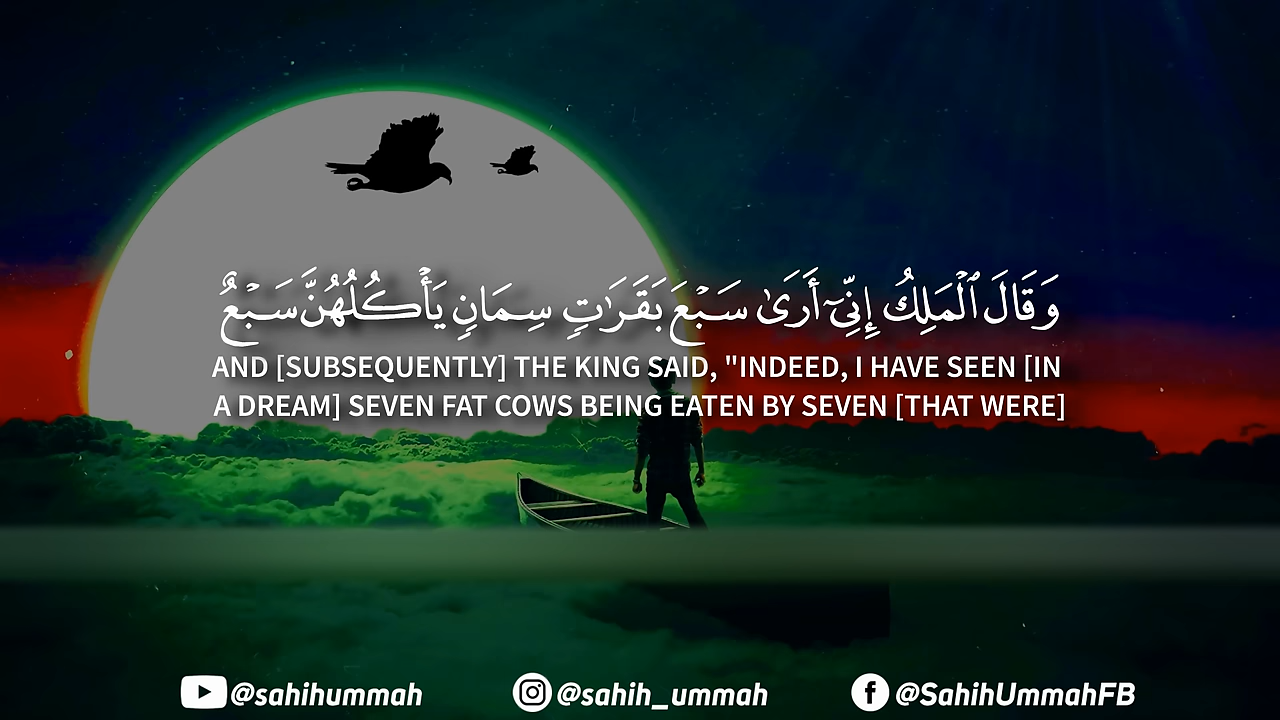 وَقَالَ ٱلْمَلِكُ إِنِّىٓ أَرَىٰ سَبْعَ بَقَرَٰتٍ سِمَانٍ يَأْكُلُهُنَّ سَبْعٌ
AND [SUBSEQUENTLY] THE KING SAID, "INDEED, I HAVE SEEN [IN
A DREAM] SEVEN FAT COWS BEING EATEN BY SEVEN [THAT WERE]
@sahihummah @sahih_ummah @SahihUmmahFB